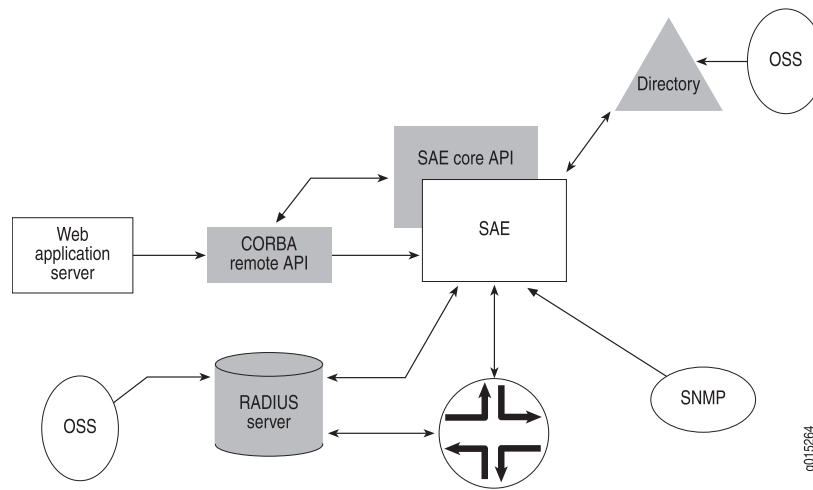 OSS
Directory
SAE core API
SAE
Web
application
server
CORBA
remote API
OSS
RADIUS
server
SNMP
g015264